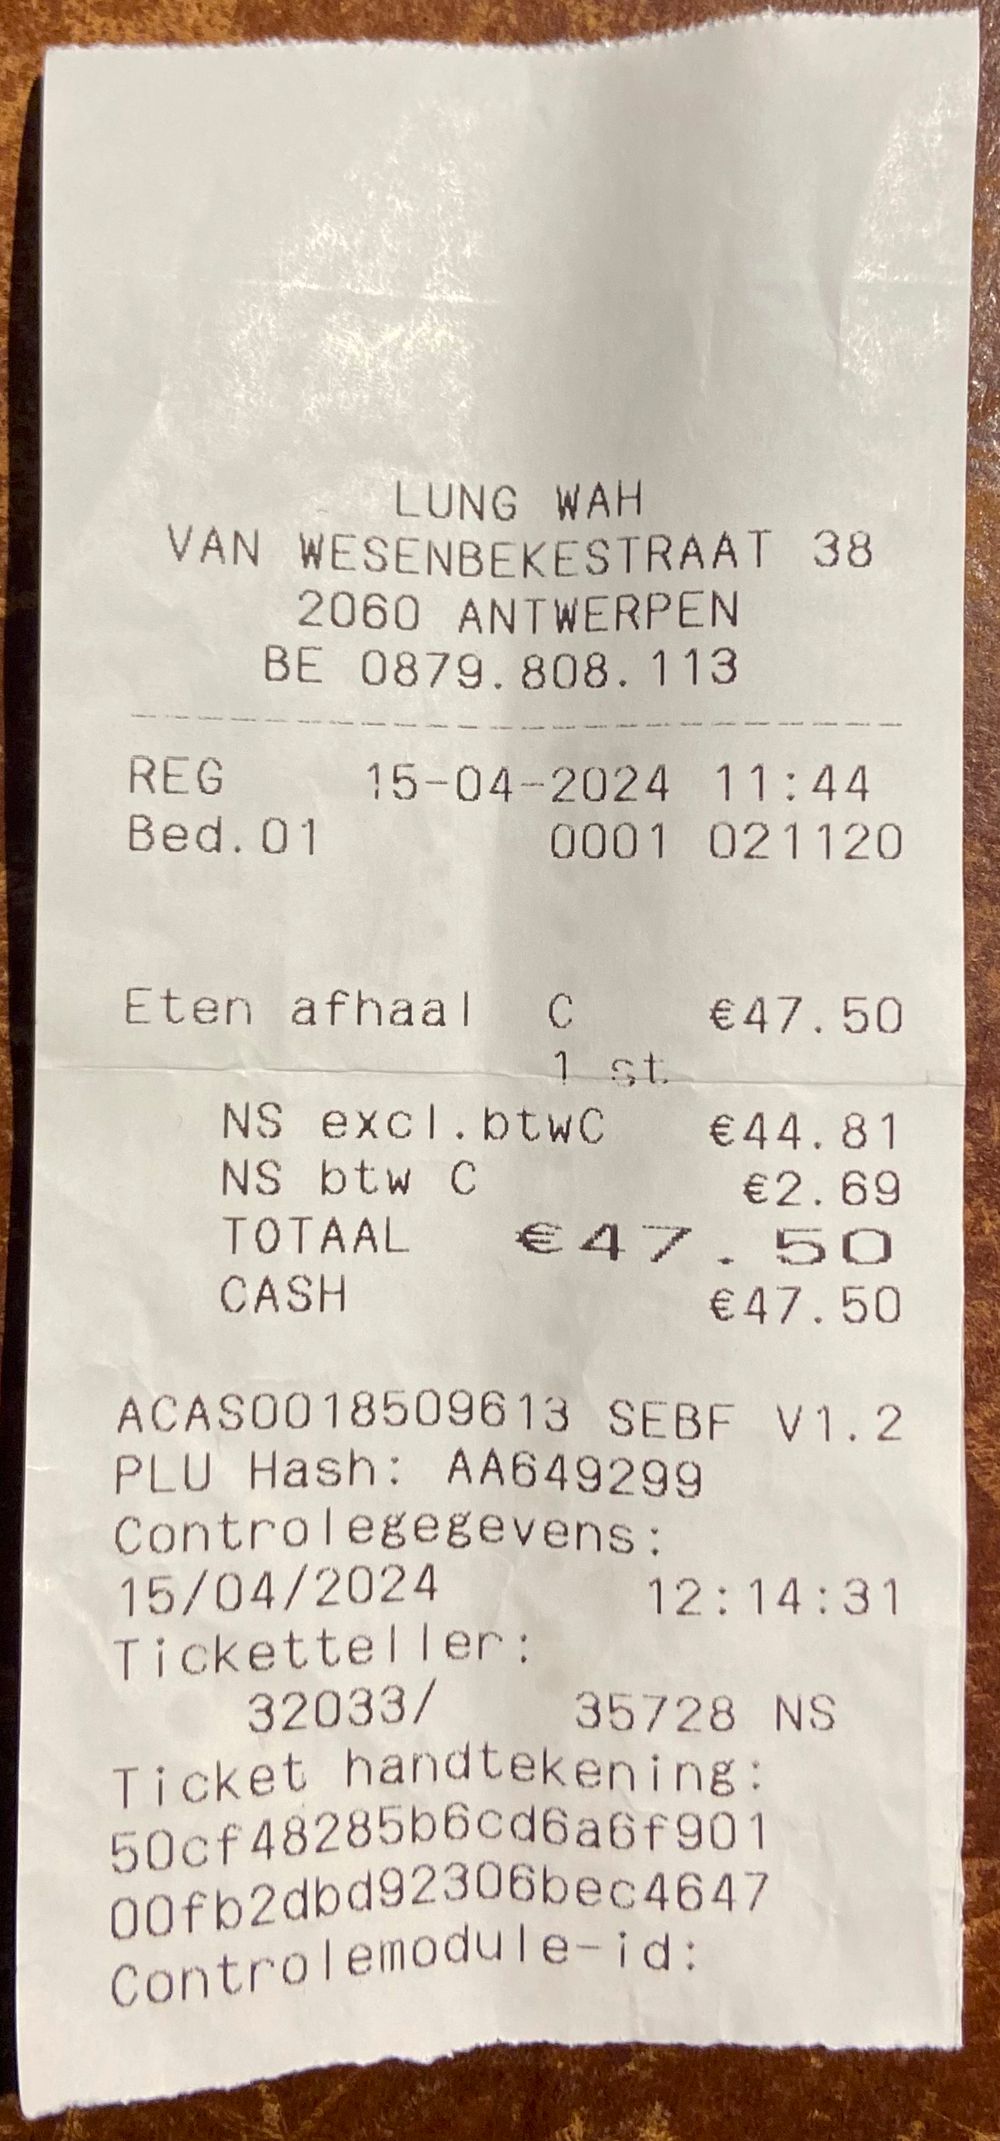 LUNG WAH
VAN WESENBEKESTRAAT 38
2060 ANTWERPEN
BE 0879.808.113
REG 15-04-2024 11:44
Bed.01 0001 021120
Eten afhaal C €47.50
1 st
NS excl.btwC €44.81
NS btw C €2.69
TOTAAL €47.50
CASH €47.50
ACAS0018509613 SEBF V1.2
PLU Hash: AA649299
Controlegegevens:
15/04/2024 12:14:31
Ticketteller:
32033/ 35728 NS
Ticket handtekening:
50cf48285b6cd6a6f901
00fb2dbd92306bec4647
Controlemodule-id: